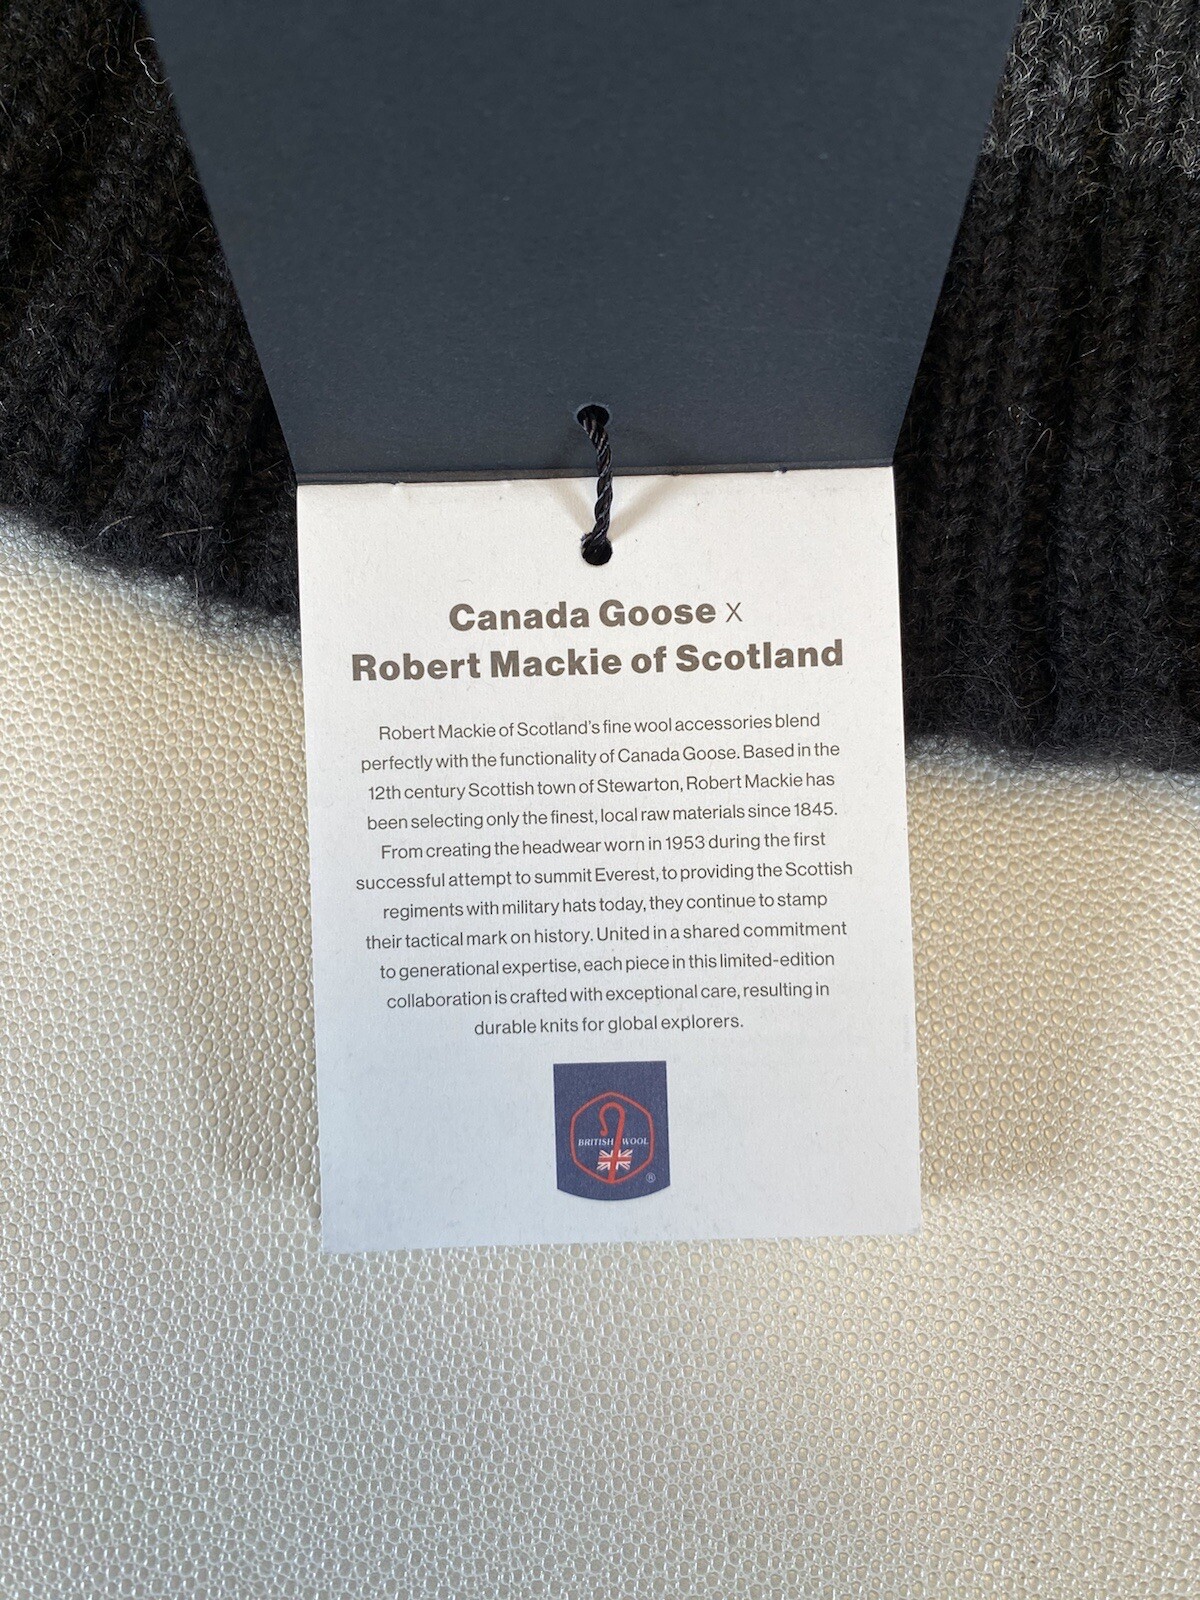 Canada Goose X
Robert Mackie of Scotland
Robert Mackie of Scotland's fine wool accessories blend
perfectly with the functionality of Canada Goose. Based in the
12th century Scottish town of Stewarton, Robert Mackie has
been selecting only the finest, local raw materials since 1845.
From creating the headwear worn in 1953 during the first
successful attempt to summit Everest, to providing the Scottish
regiments with military hats today, they continue to stamp
their tactical mark on history. United in a shared commitment
to generational expertise, each piece in this limited-edition
collaboration is crafted with exceptional care, resulting in
durable knits for global explorers.
BRITISH WOOL
®